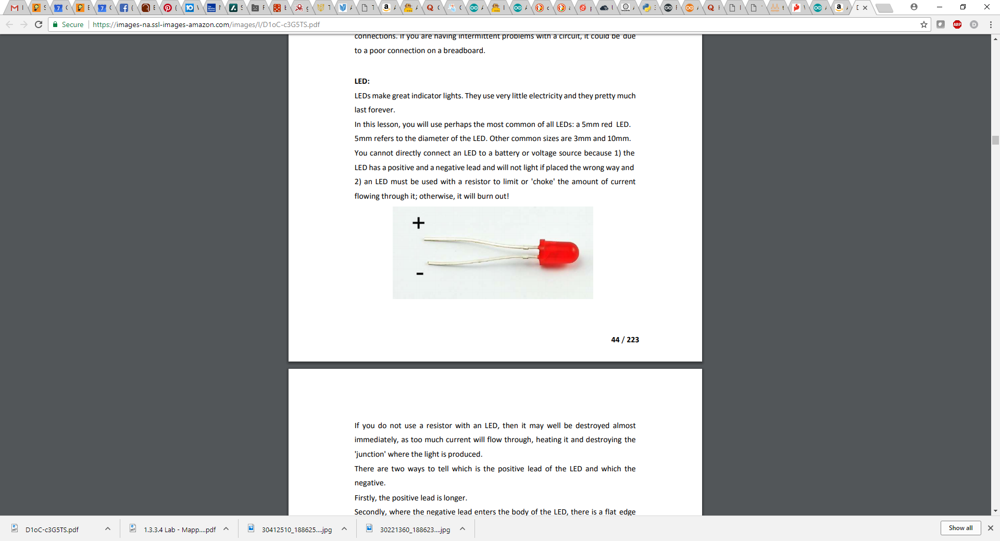 Secure https://images-na.ssl-images-amazon.com/images/I/D1oC-c3G5TS.pdf
connections. If you are having intermittent problems with a circuit, it could be due
to a poor connection on a breadboard.
LED:
LEDs make great indicator lights. They use very little electricity and they pretty much
last forever.
In this lesson, you will use perhaps the most common of all LEDs: a 5mm red LED.
5mm refers to the diameter of the LED. Other common sizes are 3mm and 10mm.
You cannot directly connect an LED to a battery or voltage source because 1) the
LED has a positive and a negative lead and will not light if placed the wrong way and
2) an LED must be used with a resistor to limit or 'choke' the amount of current
flowing through it; otherwise, it will burn out!
+
-
44 / 223
If you do not use a resistor with an LED, then it may well be destroyed almost
immediately, as too much current will flow through, heating it and destroying the
'junction' where the light is produced.
There are two ways to tell which is the positive lead of the LED and which the
negative.
Firstly, the positive lead is longer.
Secondly, where the negative lead enters the body of the LED, there is a flat edge
D1oC-c3G5TS.pdf
1.3.3.4 Lab - Mapp....pdf
30412510_188625....jpg
30221360_188623....jpg
Show all